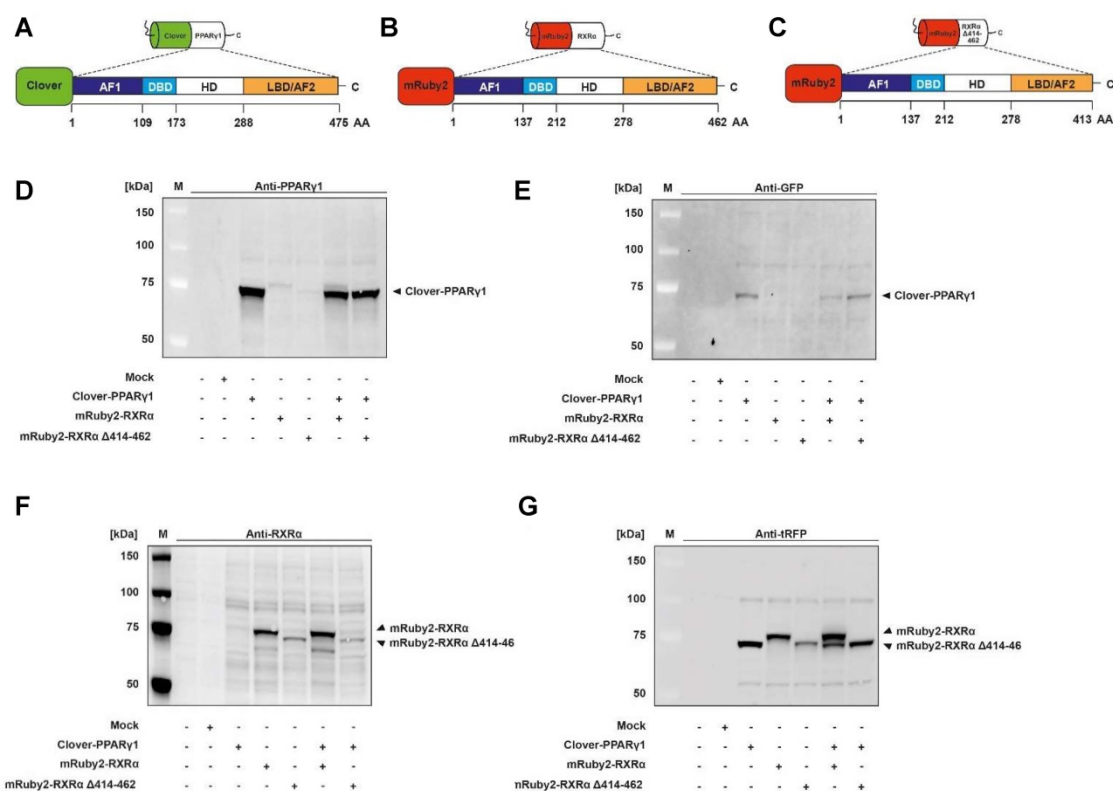 A
Clover PPARγ1 C
Clover AF1 DBD HD LBD/AF2 C
1 109 173 288 475 AA
B
mRuby2 RXRα C
mRuby2 AF1 DBD HD LBD/AF2 C
1 137 212 278 462 AA
C
mRuby2 RXRα Δ414-462 C
mRuby2 AF1 DBD HD LBD/AF2 C
1 137 212 278 413 AA
D
[kDa] M Anti-PPARγ1
150
100
75
50
Clover-PPARγ1
Mock - + - - - - -
Clover-PPARγ1 - - + - - + +
mRuby2-RXRα - - - + - + -
mRuby2-RXRα Δ414-462 - - - - + - +
E
[kDa] M Anti-GFP
150
100
75
50
Clover-PPARγ1
Mock - + - - - - -
Clover-PPARγ1 - - + - - + +
mRuby2-RXRα - - - + - + -
mRuby2-RXRα Δ414-462 - - - - + - +
F
[kDa] M Anti-RXRα
150
100
75
50
mRuby2-RXRα
mRuby2-RXRα Δ414-46
Mock - + - - - - -
Clover-PPARγ1 - - + - - + +
mRuby2-RXRα - - - + - + -
mRuby2-RXRα Δ414-462 - - - - + - +
G
[kDa] M Anti-tRFP
150
100
75
50
mRuby2-RXRα
mRuby2-RXRα Δ414-46
Mock - + - - - - -
Clover-PPARγ1 - - + - - + +
mRuby2-RXRα - - - + - + -
nRuby2-RXRα Δ414-462 - - - - + - +